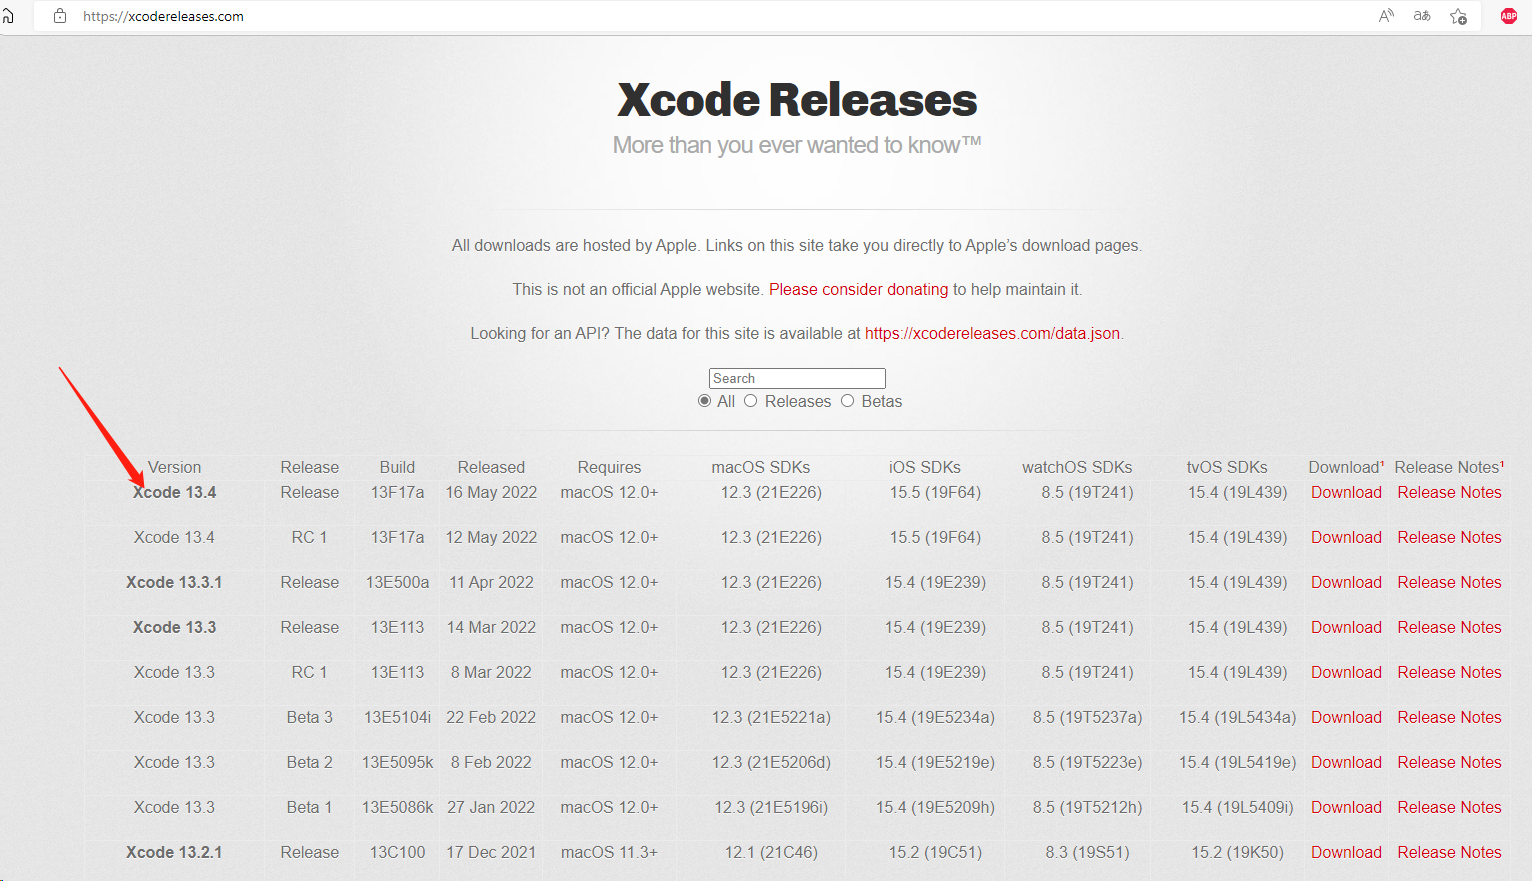 https://xcodereleases.com
A aあ ABP
Xcode Releases
More than you ever wanted to know™
All downloads are hosted by Apple. Links on this site take you directly to Apple’s download pages.
This is not an official Apple website. Please consider donating to help maintain it.
Looking for an API? The data for this site is available at https://xcodereleases.com/data.json.
Search
All Releases Betas
Version Release Build Released Requires macOS SDKs iOS SDKs watchOS SDKs tvOS SDKs Download¹ Release Notes¹
Xcode 13.4 Release 13F17a 16 May 2022 macOS 12.0+ 12.3 (21E226) 15.5 (19F64) 8.5 (19T241) 15.4 (19L439) Download Release Notes
Xcode 13.4 RC 1 13F17a 12 May 2022 macOS 12.0+ 12.3 (21E226) 15.5 (19F64) 8.5 (19T241) 15.4 (19L439) Download Release Notes
Xcode 13.3.1 Release 13E500a 11 Apr 2022 macOS 12.0+ 12.3 (21E226) 15.4 (19E239) 8.5 (19T241) 15.4 (19L439) Download Release Notes
Xcode 13.3 Release 13E113 14 Mar 2022 macOS 12.0+ 12.3 (21E226) 15.4 (19E239) 8.5 (19T241) 15.4 (19L439) Download Release Notes
Xcode 13.3 RC 1 13E113 8 Mar 2022 macOS 12.0+ 12.3 (21E226) 15.4 (19E239) 8.5 (19T241) 15.4 (19L439) Download Release Notes
Xcode 13.3 Beta 3 13E5104i 22 Feb 2022 macOS 12.0+ 12.3 (21E5221a) 15.4 (19E5234a) 8.5 (19T5237a) 15.4 (19L5434a) Download Release Notes
Xcode 13.3 Beta 2 13E5095k 8 Feb 2022 macOS 12.0+ 12.3 (21E5206d) 15.4 (19E5219e) 8.5 (19T5223e) 15.4 (19L5419e) Download Release Notes
Xcode 13.3 Beta 1 13E5086k 27 Jan 2022 macOS 12.0+ 12.3 (21E5196i) 15.4 (19E5209h) 8.5 (19T5212h) 15.4 (19L5409i) Download Release Notes
Xcode 13.2.1 Release 13C100 17 Dec 2021 macOS 11.3+ 12.1 (21C46) 15.2 (19C51) 8.3 (19S51) 15.2 (19K50) Download Release Notes